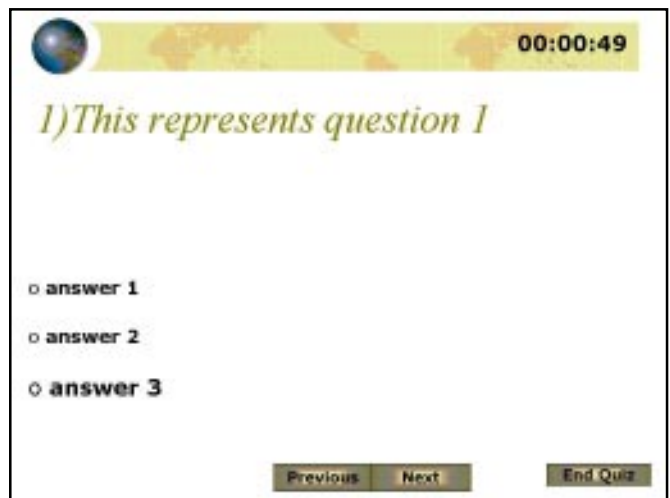 00:00:49
1)This represents question 1
o answer 1
o answer 2
o answer 3
Previous Next End Quiz